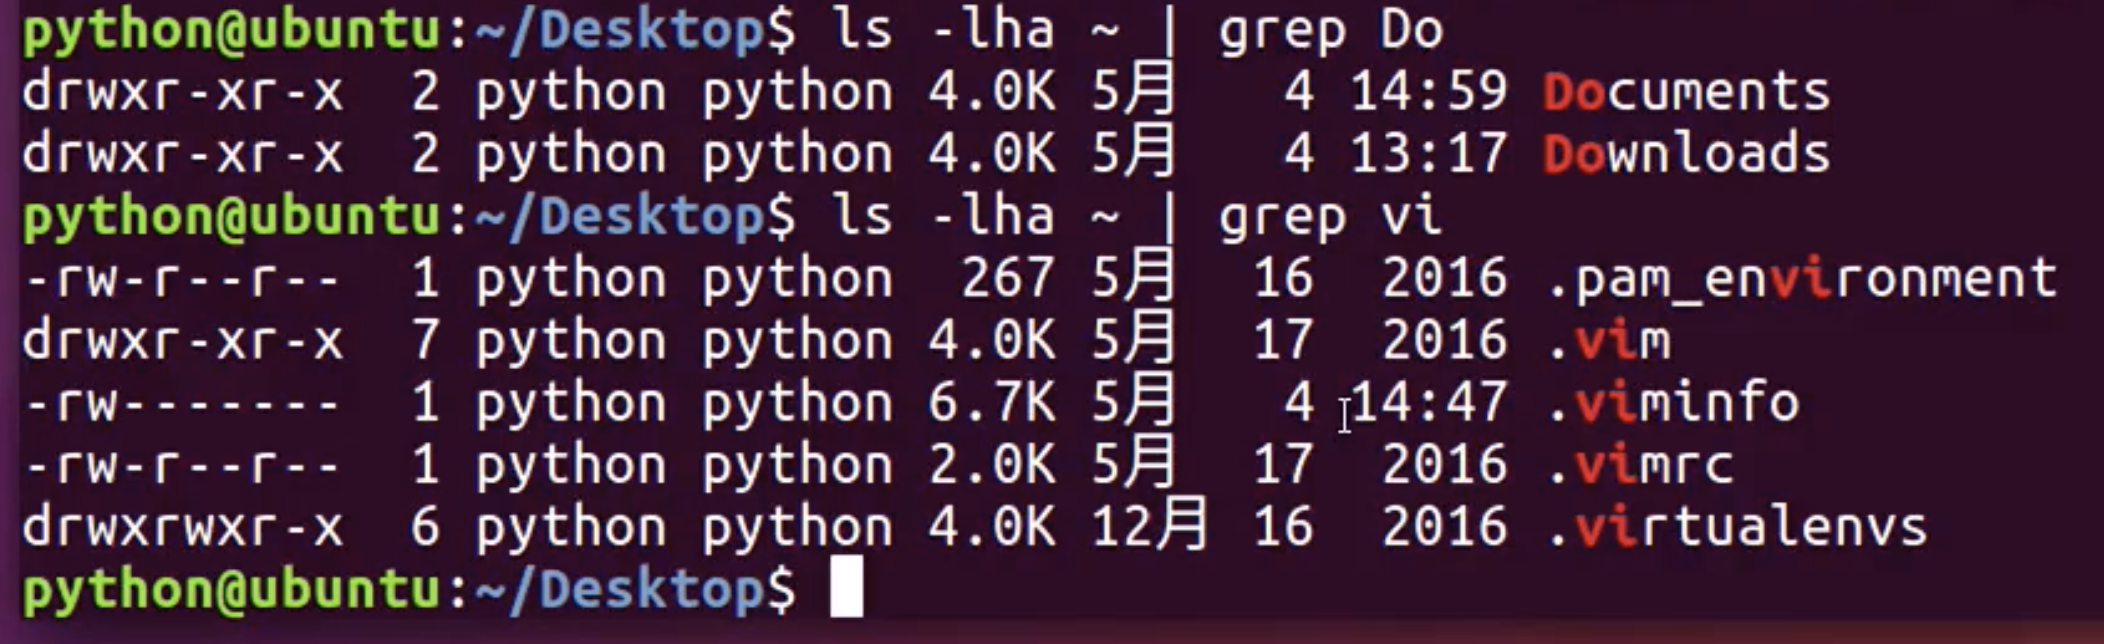 python@ubuntu:~/Desktop$ ls -lha ~ | grep Do
drwxr-xr-x  2 python python 4.0K 5月   4 14:59 Documents
drwxr-xr-x  2 python python 4.0K 5月   4 13:17 Downloads
python@ubuntu:~/Desktop$ ls -lha ~ | grep vi
-rw-r--r--  1 python python  267 5月  16  2016 .pam_environment
drwxr-xr-x  7 python python 4.0K 5月  17  2016 .vim
-rw-------  1 python python 6.7K 5月   4 14:47 .viminfo
-rw-r--r--  1 python python 2.0K 5月  17  2016 .vimrc
drwxrwxr-x  6 python python 4.0K 12月 16  2016 .virtualenvs
python@ubuntu:~/Desktop$